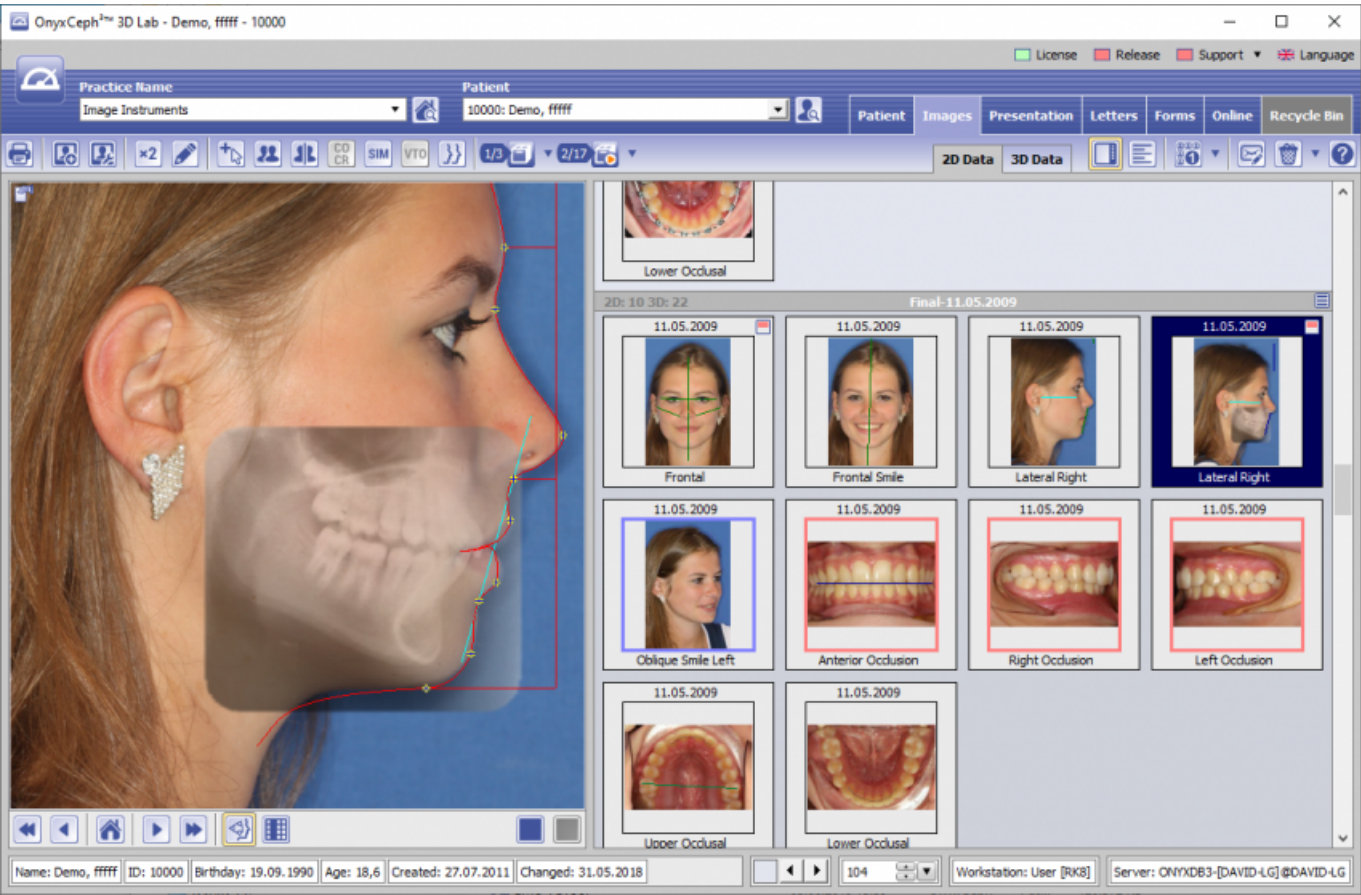 OnyxCeph³™ 3D Lab - Demo, fffff - 10000
License Release Support Language
Practice Name Patient
Image Instruments 10000: Demo, fffff
Patient Images Presentation Letters Forms Online Recycle Bin
×2 CO CR SIM VTO 1/3 2/17 2D Data 3D Data 1 ?
Lower Occlusal
2D: 10 3D: 22 Final-11.05.2009
11.05.2009 11.05.2009 11.05.2009 11.05.2009
Frontal Frontal Smile Lateral Right Lateral Right
11.05.2009 11.05.2009 11.05.2009 11.05.2009
Oblique Smile Left Anterior Occlusion Right Occlusion Left Occlusion
11.05.2009 11.05.2009
Upper Occlusal Lower Occlusal
Name: Demo, fffff ID: 10000 Birthday: 19.09.1990 Age: 18,6 Created: 27.07.2011 Changed: 31.05.2018 104 Workstation: User [RK8] Server: ONYXDB3-[DAVID-LG]@DAVID-LG